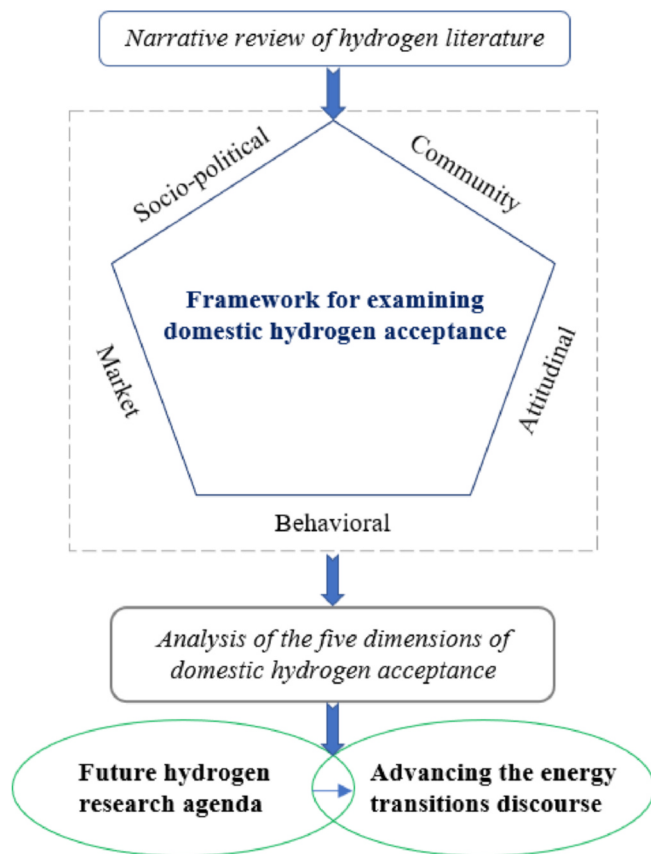 Narrative review of hydrogen literature
Socio-political
Community
Framework for examining
domestic hydrogen acceptance
Market
Attitudinal
Behavioral
Analysis of the five dimensions of
domestic hydrogen acceptance
Future hydrogen
research agenda
Advancing the energy
transitions discourse